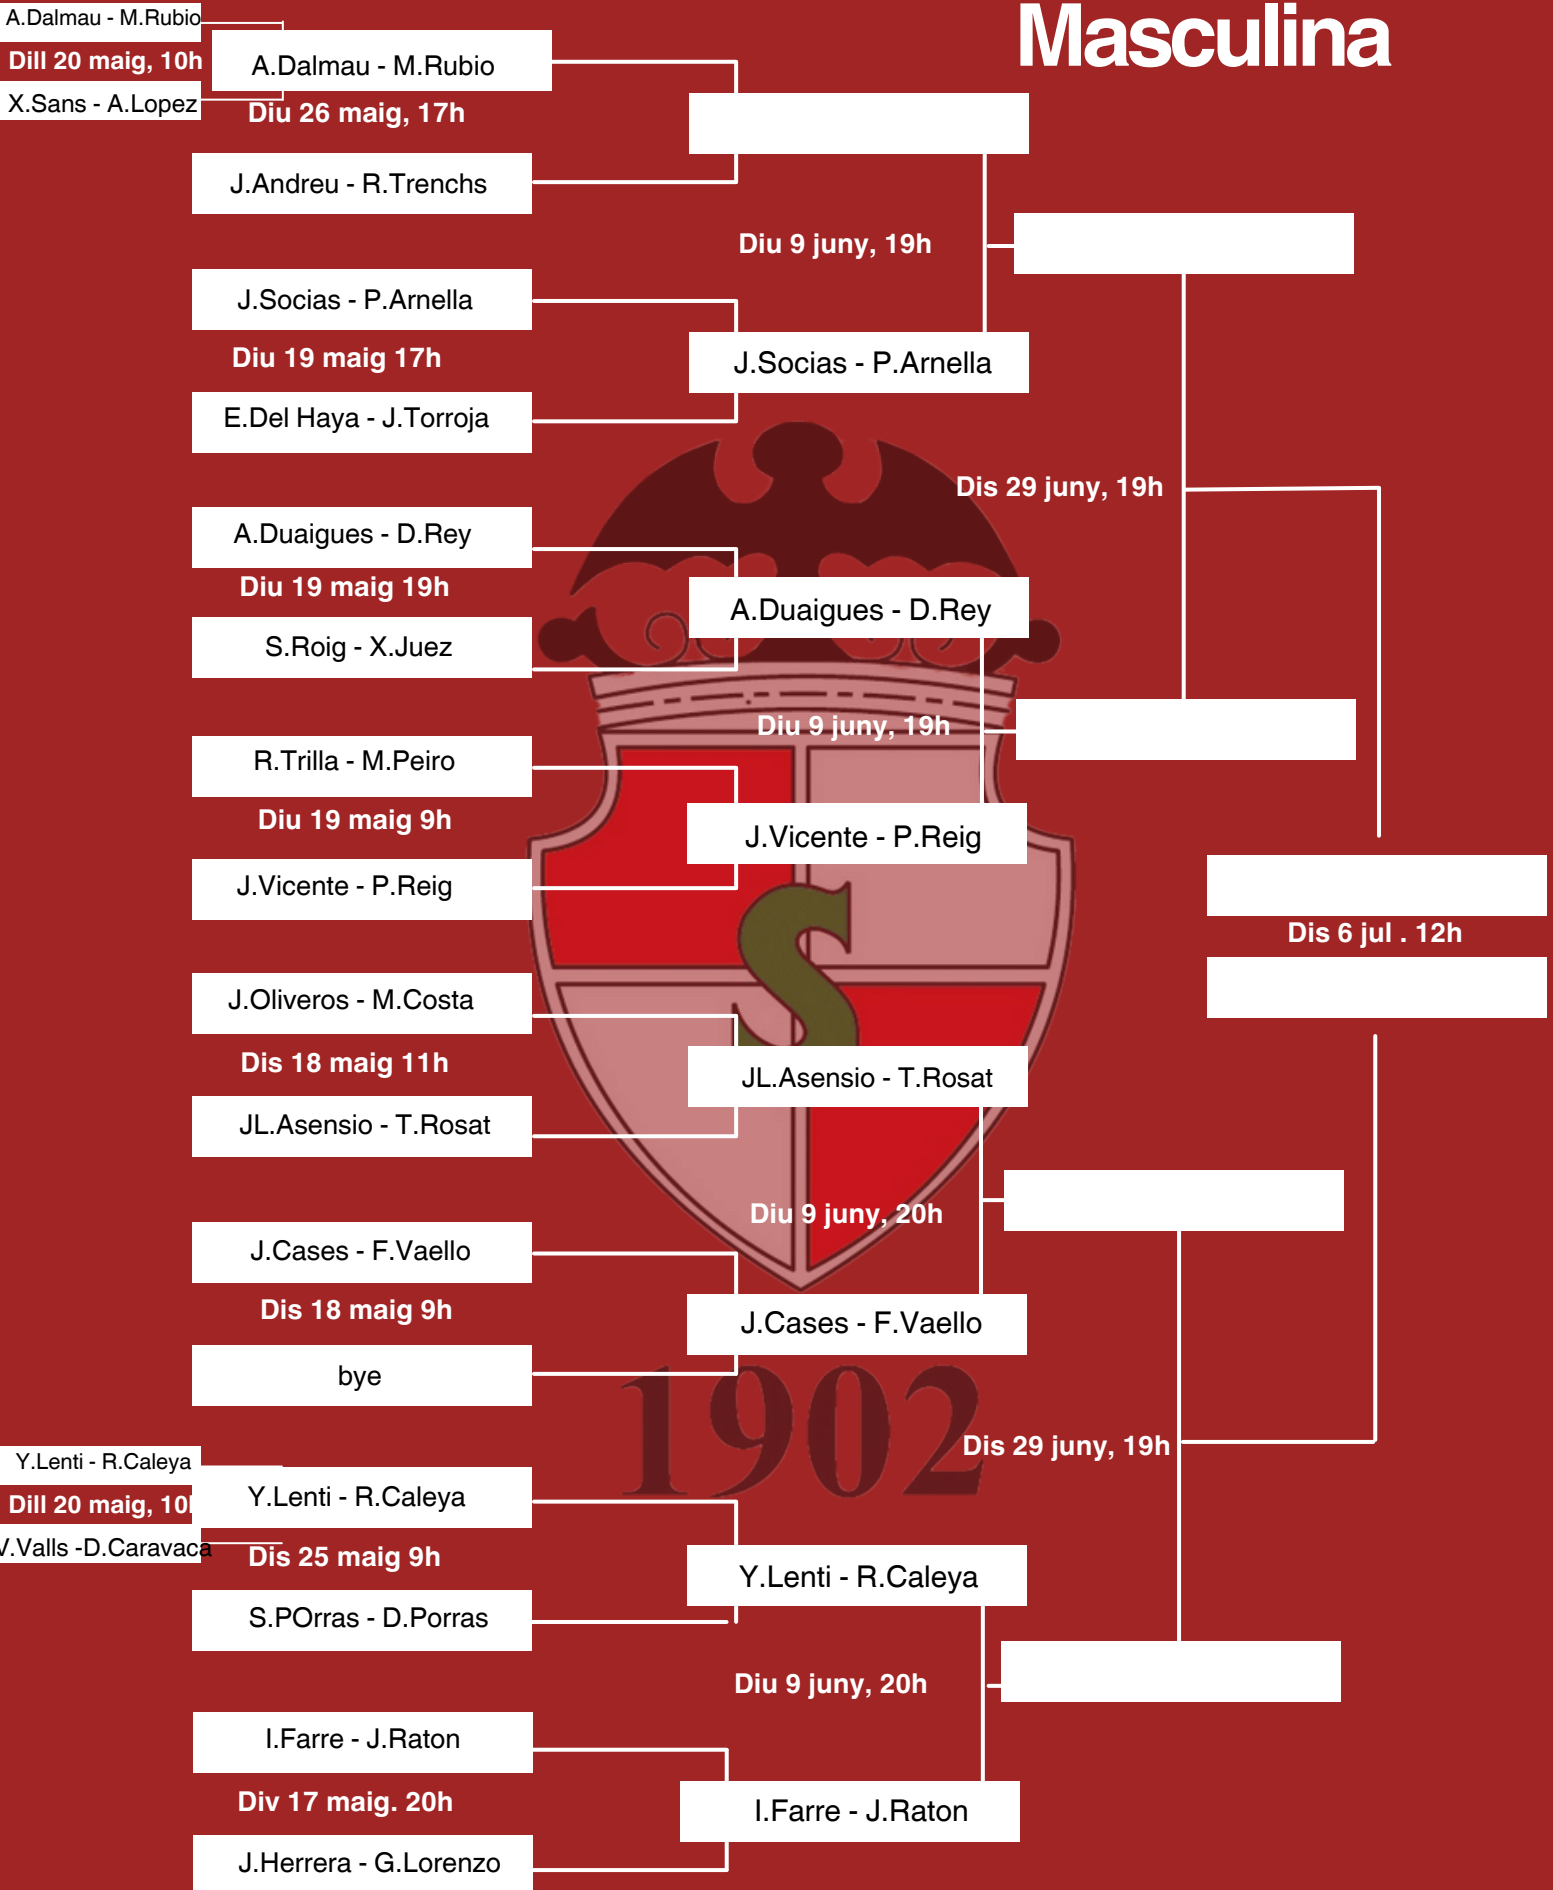 Masculina
A.Dalmau - M.Rubio
Dill 20 maig, 10h
X.Sans - A.Lopez
A.Dalmau - M.Rubio
Diu 26 maig, 17h
J.Andreu - R.Trenchs
Diu 9 juny, 19h
J.Socias - P.Arnella
Diu 19 maig 17h
J.Socias - P.Arnella
E.Del Haya - J.Torroja
Dis 29 juny, 19h
A.Duaigues - D.Rey
Diu 19 maig 19h
A.Duaigues - D.Rey
S.Roig - X.Juez
Diu 9 juny, 19h
R.Trilla - M.Peiro
Diu 19 maig 9h
J.Vicente - P.Reig
J.Vicente - P.Reig
Dis 6 jul . 12h
S
J.Oliveros - M.Costa
Dis 18 maig 11h
JL.Asensio - T.Rosat
JL.Asensio - T.Rosat
Diu 9 juny, 20h
J.Cases - F.Vaello
Dis 18 maig 9h
J.Cases - F.Vaello
bye
1902
Dis 29 juny, 19h
Y.Lenti - R.Caleya
Dill 20 maig, 10h
V.Valls -D.Caravaca
Y.Lenti - R.Caleya
Dis 25 maig 9h
Y.Lenti - R.Caleya
S.POrras - D.Porras
Diu 9 juny, 20h
I.Farre - J.Raton
Div 17 maig. 20h
I.Farre - J.Raton
J.Herrera - G.Lorenzo